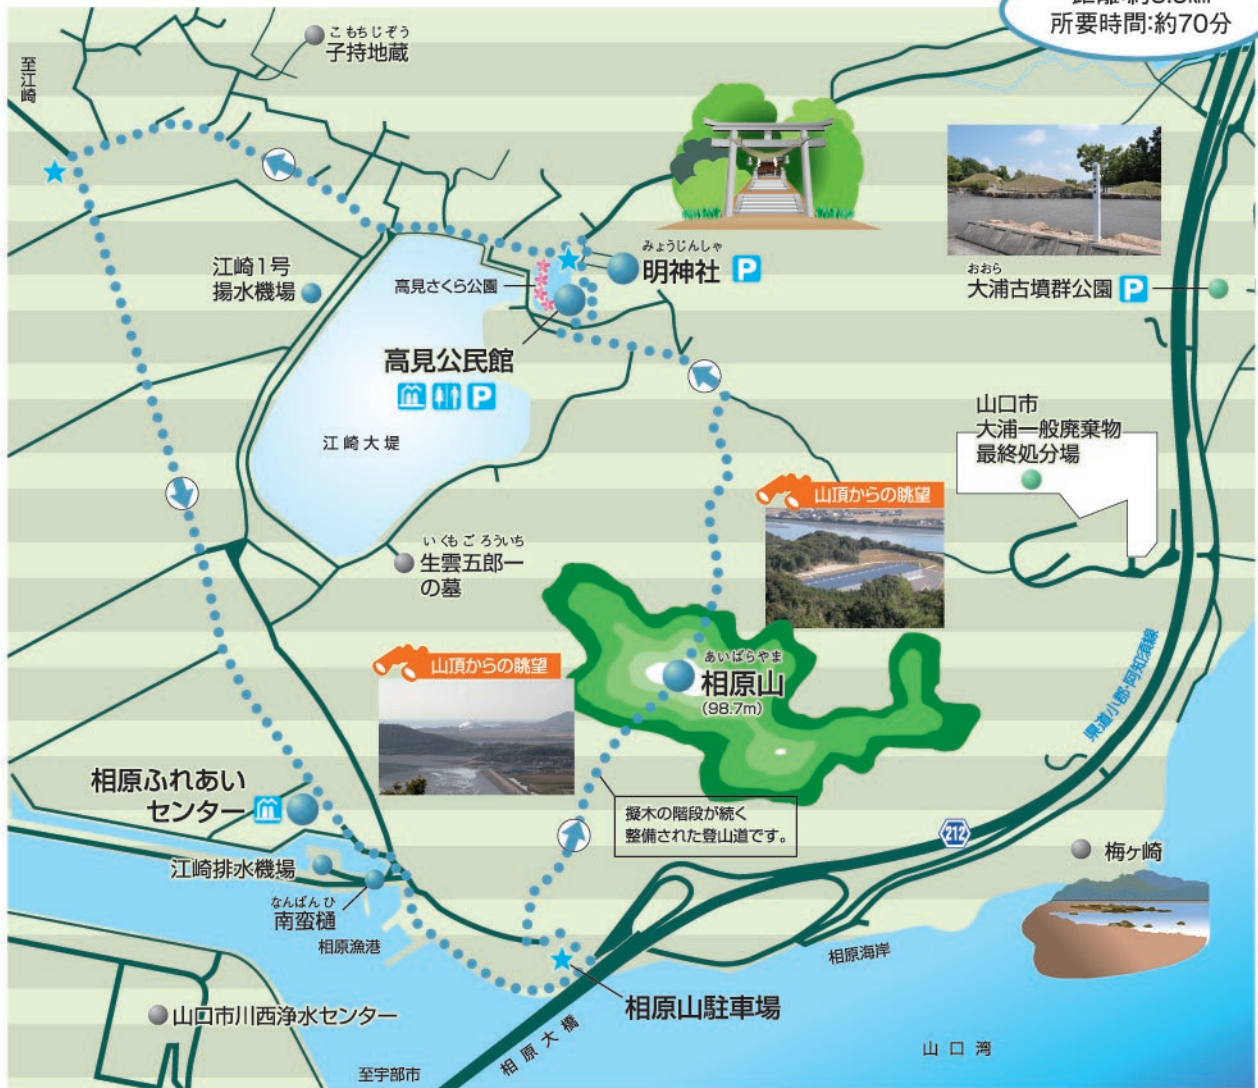 所要時間:約70分
こもちじぞう
子持地蔵
至江崎
みょうじんしゃ
明神社 P
おおら
大浦古墳群公園 P
江崎1号
揚水機場
高見さくら公園
高見公民館
P
江崎大堤
山口市
大浦一般廃棄物
最終処分場
山頂からの眺望
いくもごろういち
生雲五郎一
の墓
山頂からの眺望
あいばらやま
相原山
(98.7m)
県道小郡・阿知須線
相原ふれあい
センター
擬木の階段が続く
整備された登山道です。
212
梅ヶ崎
江崎排水機場
なんばんひ
南蛮樋
相原漁港
相原海岸
相原山駐車場
山口市川西浄水センター
相原大橋
山口湾
至宇部市